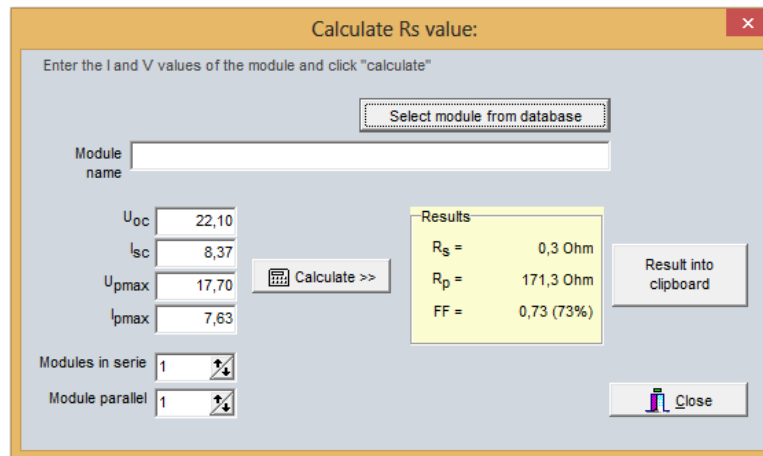 Calculate Rs value:
Enter the I and V values of the module and click "calculate"
Select module from database
Module
name
Uoc 22,10
Isc 8,37
Upmax 17,70
Ipmax 7,63
Calculate >>
Results
Rs = 0,3 Ohm
Rp = 171,3 Ohm
FF = 0,73 (73%)
Result into
clipboard
Modules in serie 1
Module parallel 1
Close